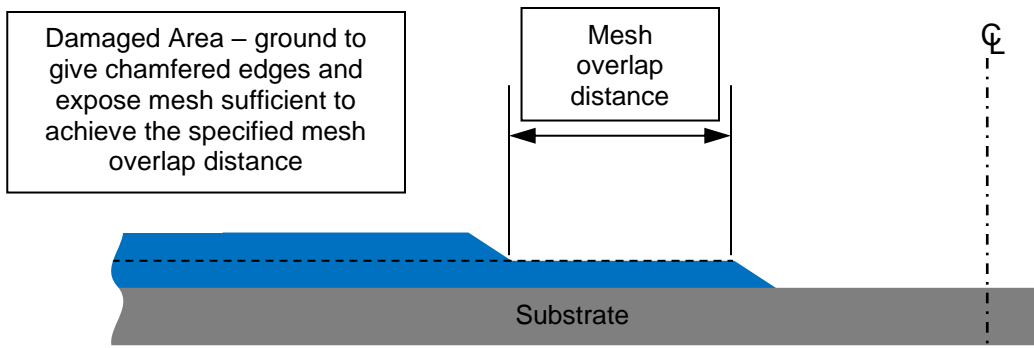 Damaged Area – ground to
give chamfered edges and
expose mesh sufficient to
achieve the specified mesh
overlap distance
Mesh
overlap
distance
℄
Substrate